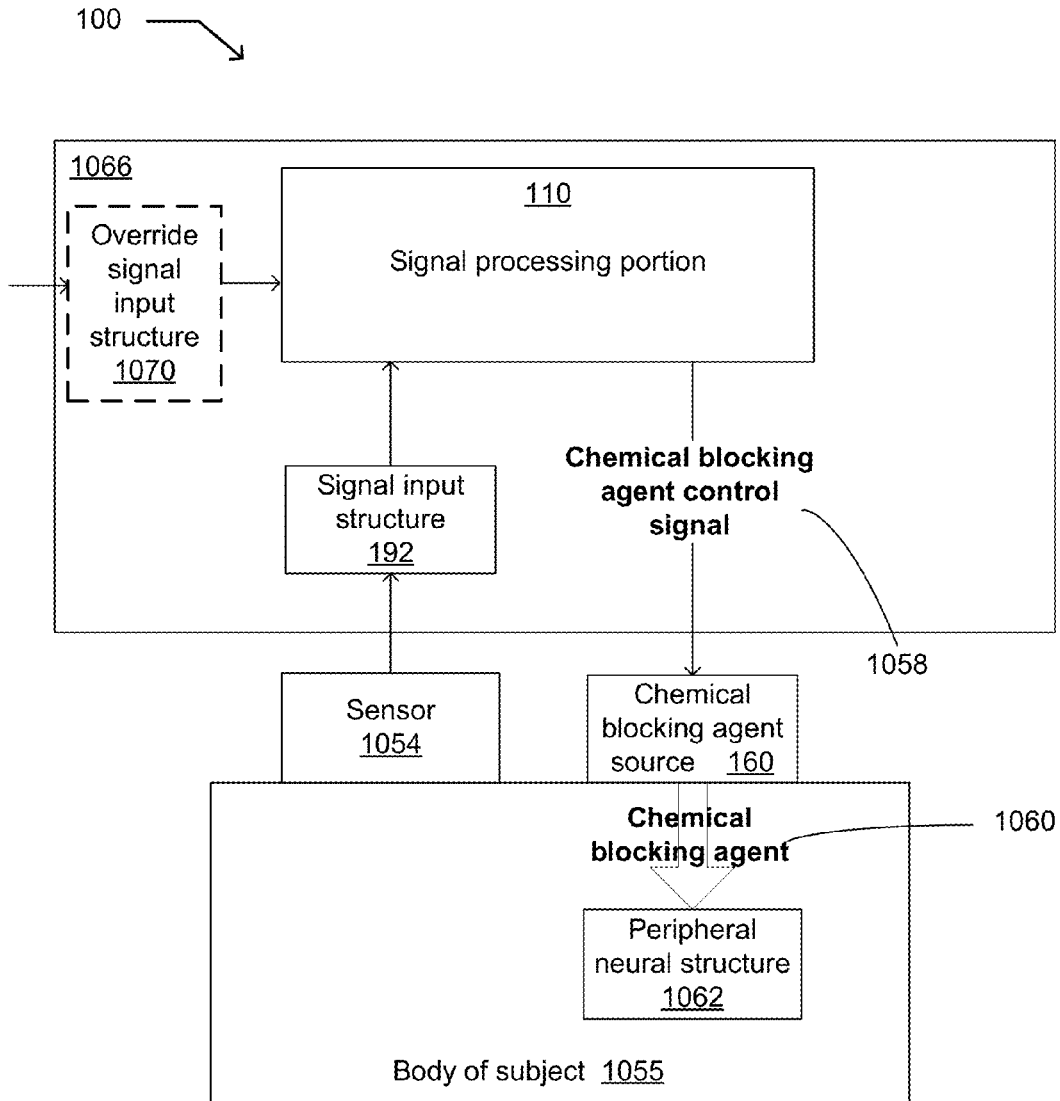 100
1066
Override
signal
input
structure
1070
110
Signal processing portion
Signal input
structure
192
Chemical blocking
agent control
signal
1058
Sensor
1054
Chemical
blocking agent
source 160
Chemical
blocking agent
1060
Peripheral
neural structure
1062
Body of subject 1055